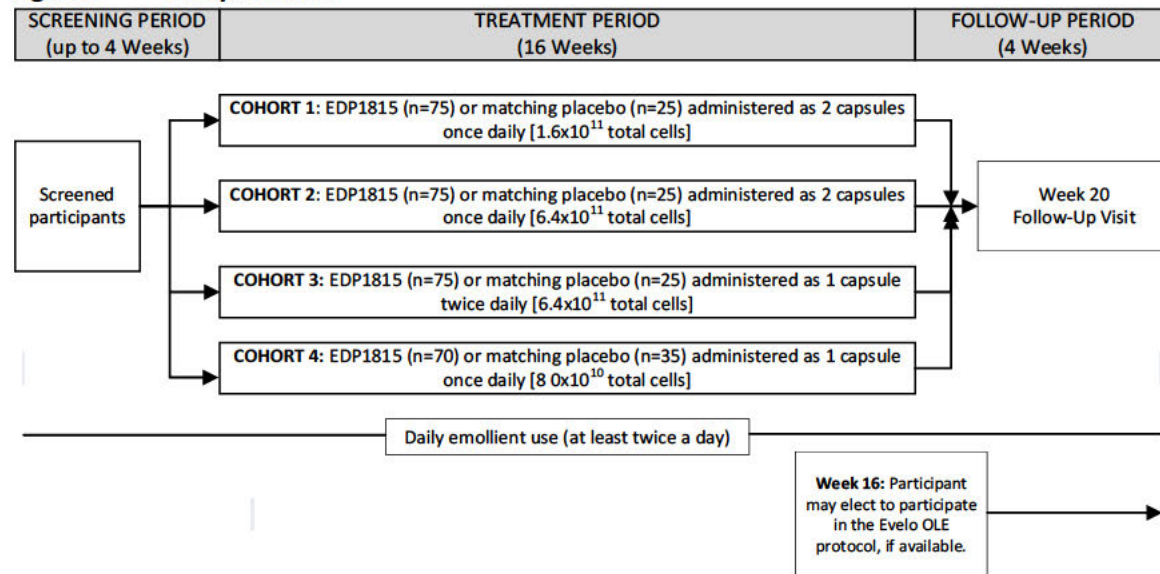 SCREENING PERIOD
(up to 4 Weeks)
TREATMENT PERIOD
(16 Weeks)
FOLLOW-UP PERIOD
(4 Weeks)
Screened
participants
COHORT 1: EDP1815 (n=75) or matching placebo (n=25) administered as 2 capsules
once daily [1.6x10¹¹ total cells]
COHORT 2: EDP1815 (n=75) or matching placebo (n=25) administered as 2 capsules
once daily [6.4x10¹¹ total cells]
COHORT 3: EDP1815 (n=75) or matching placebo (n=25) administered as 1 capsule
twice daily [6.4x10¹¹ total cells]
COHORT 4: EDP1815 (n=70) or matching placebo (n=35) administered as 1 capsule
once daily [8 0x10¹⁰ total cells]
Week 20
Follow-Up Visit
Daily emollient use (at least twice a day)
Week 16: Participant
may elect to participate
in the Evelo OLE
protocol, if available.